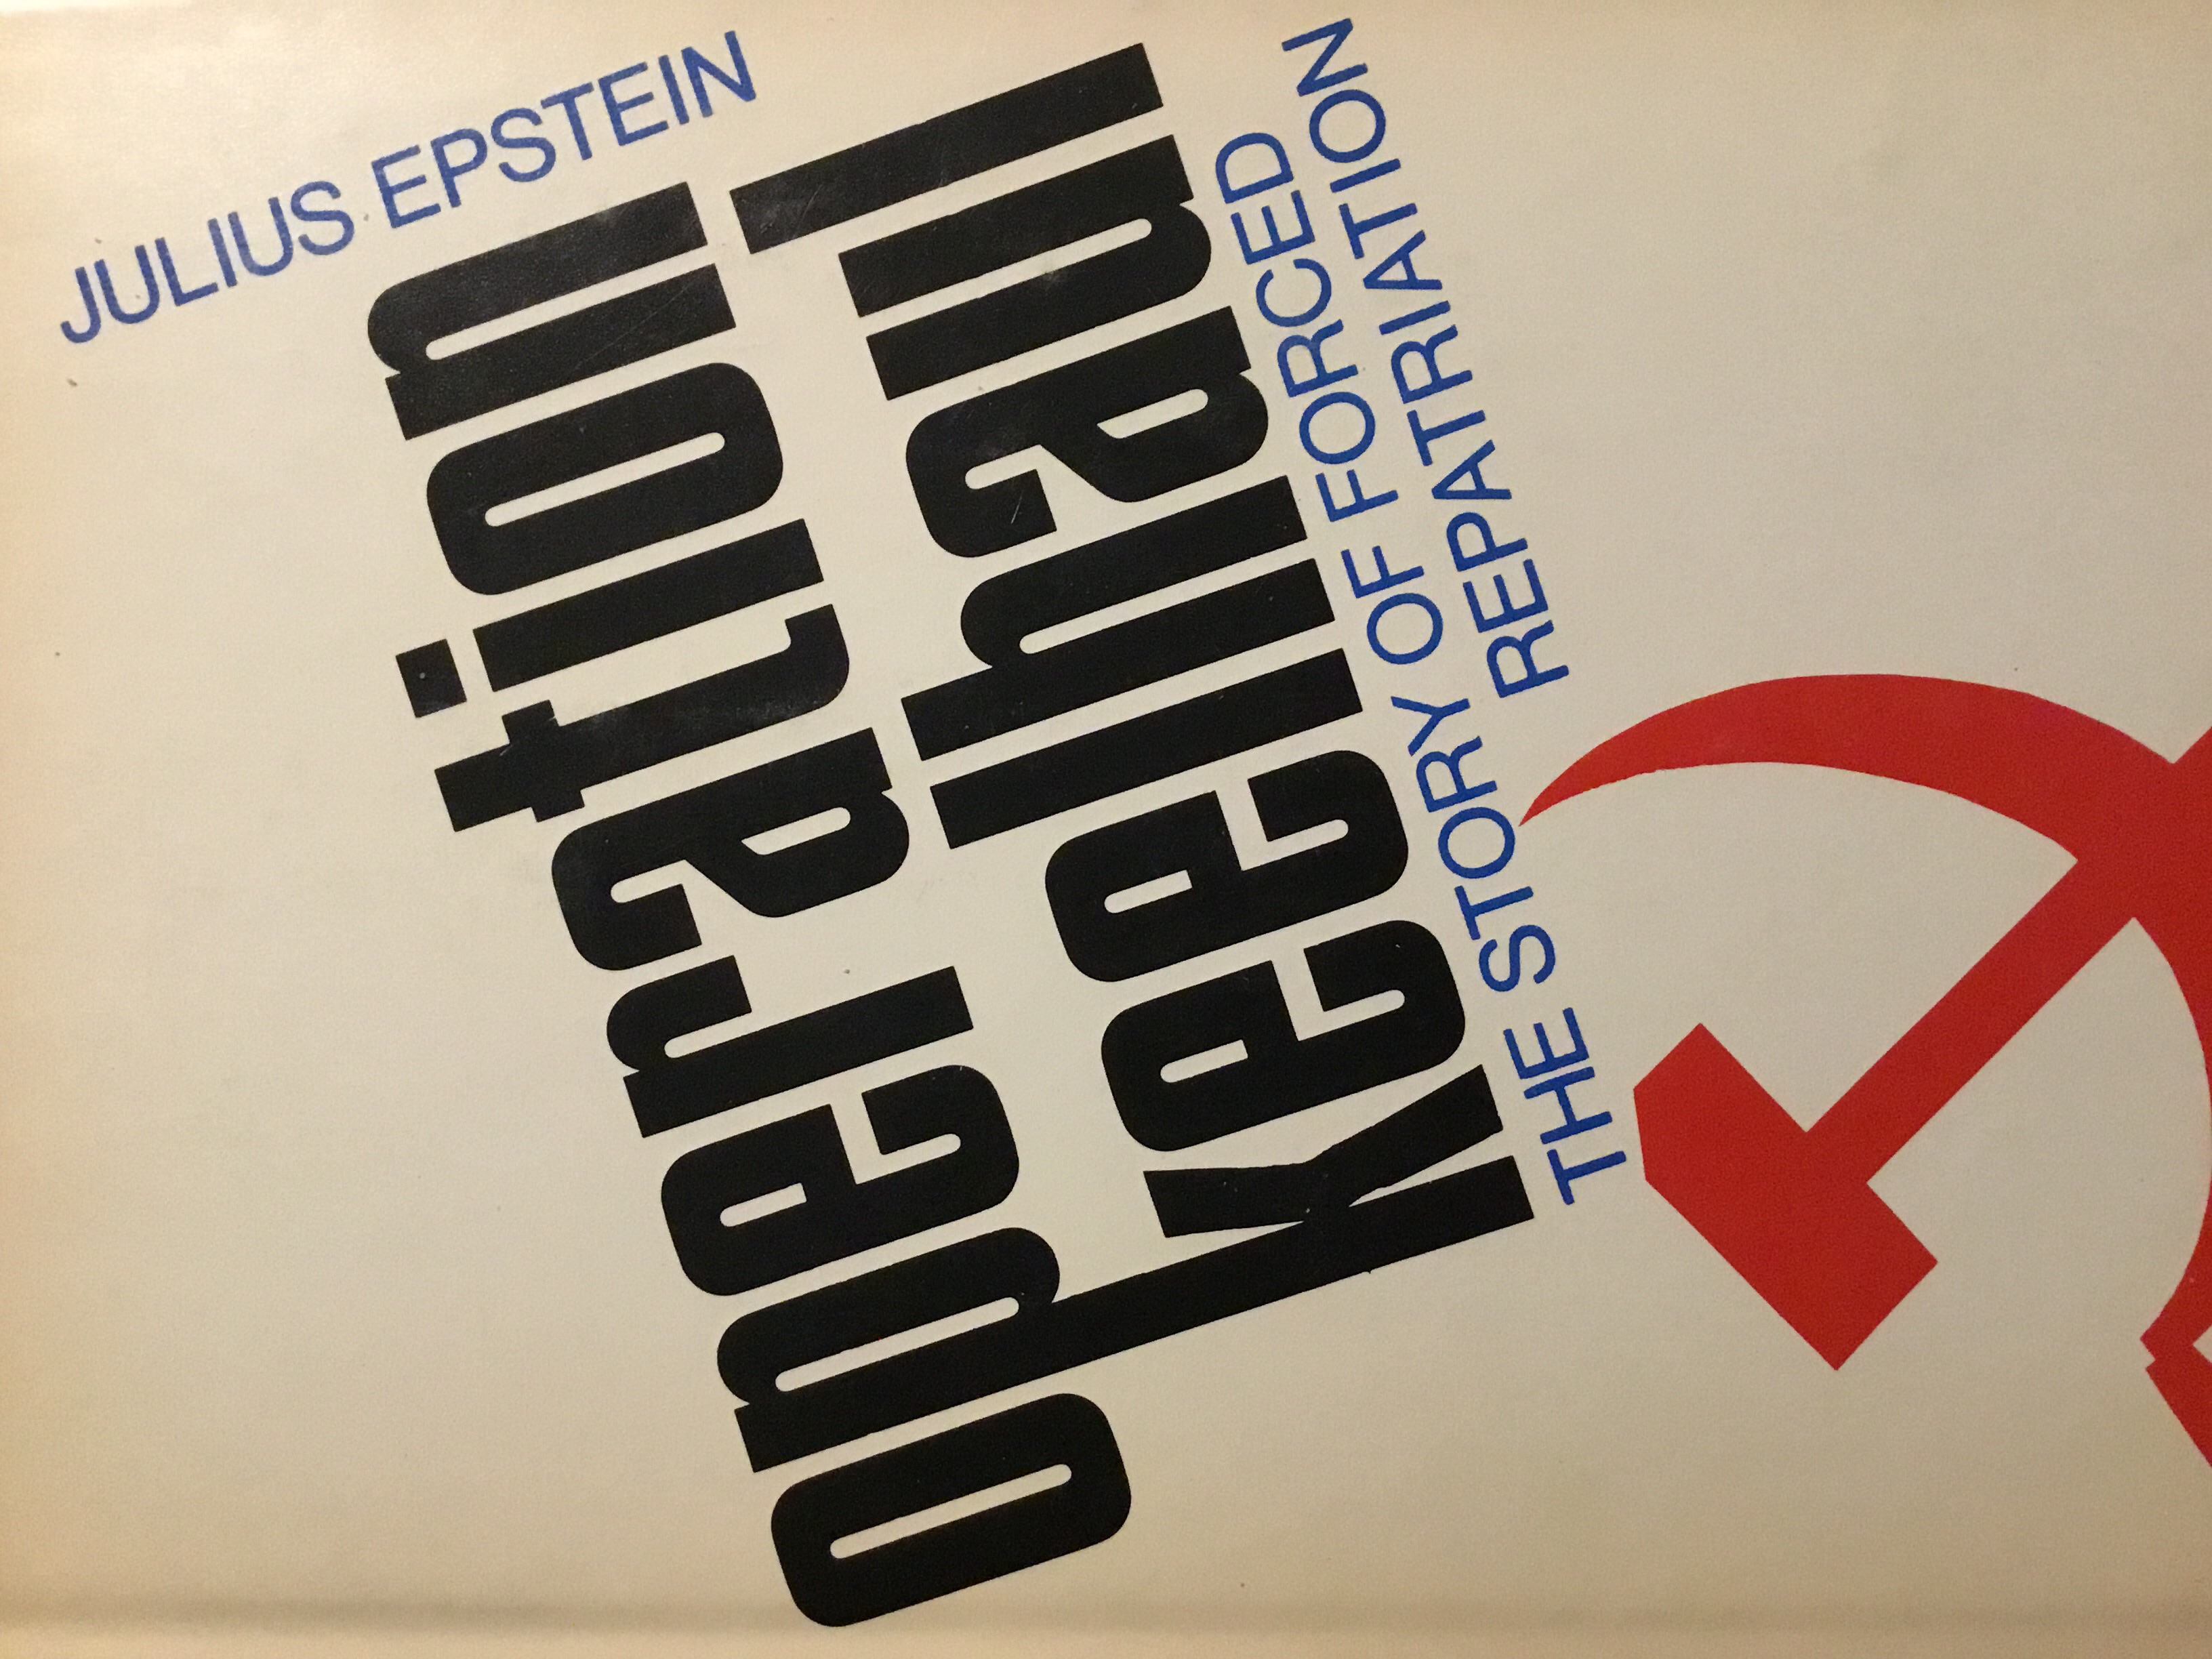 JULIUS EPSTEIN
operation
keelhaul
THE STORY OF FORCED
REPATRIATION